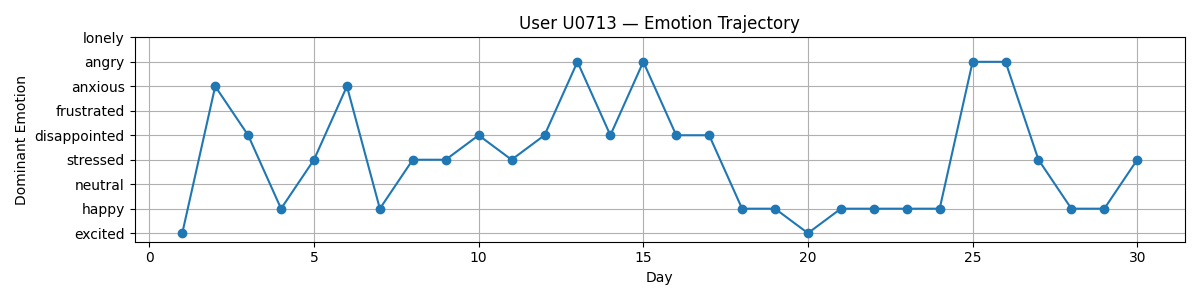 User U0713 — Emotion Trajectory
Dominant Emotion
lonely
angry
anxious
frustrated
disappointed
stressed
neutral
happy
excited
0 5 10 15 20 25 30
Day